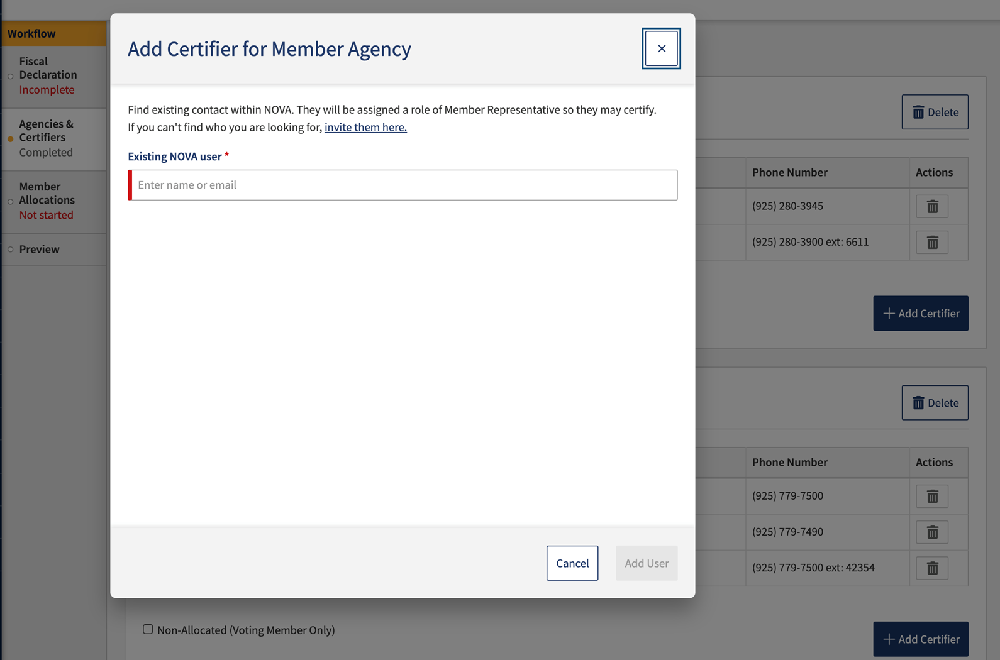 Workflow
Fiscal
Declaration
Incomplete
Agencies &
Certifiers
Completed
Member
Allocations
Not started
Preview
Add Certifier for Member Agency
Find existing contact within NOVA. They will be assigned a role of Member Representative so they may certify.
If you can't find who you are looking for, invite them here.
Existing NOVA user *
Enter name or email
Cancel
Add User
Delete
Phone Number
Actions
(925) 280-3945
(925) 280-3900 ext: 6611
Add Certifier
Delete
Phone Number
Actions
(925) 779-7500
(925) 779-7490
(925) 779-7500 ext: 42354
Non-Allocated (Voting Member Only)
Add Certifier